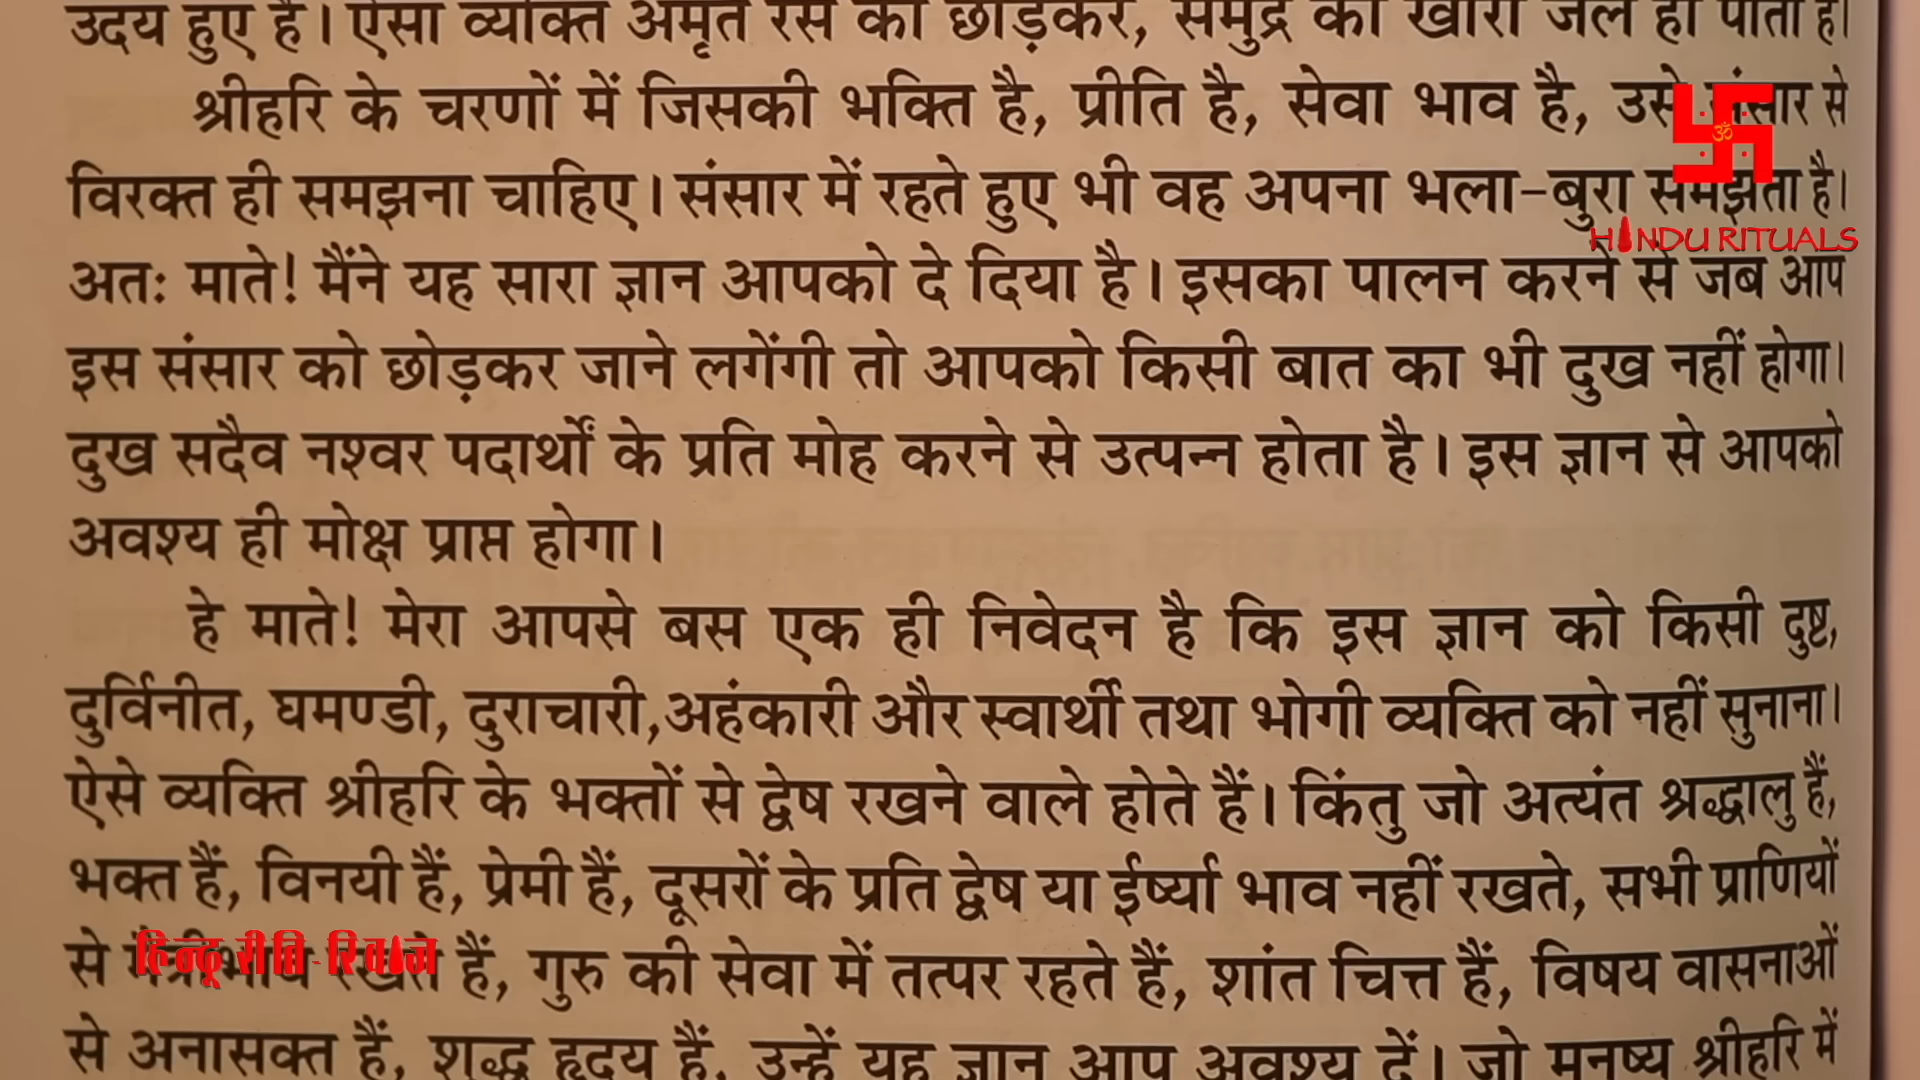 उदय हुए हैं। ऐसा व्यक्ति अमृत रस को छोड़कर, समुद्र का खारा जल ही पीता है।
श्रीहरि के चरणों में जिसकी भक्ति है, प्रीति है, सेवा भाव है, उसे संसार से
विरक्त ही समझना चाहिए। संसार में रहते हुए भी वह अपना भला-बुरा समझता है।
HINDU RITUALS
अतः माते! मैंने यह सारा ज्ञान आपको दे दिया है। इसका पालन करने से जब आप
इस संसार को छोड़कर जाने लगेंगी तो आपको किसी बात का भी दुख नहीं होगा।
दुख सदैव नश्वर पदार्थों के प्रति मोह करने से उत्पन्न होता है। इस ज्ञान से आपको
अवश्य ही मोक्ष प्राप्त होगा।
हे माते! मेरा आपसे बस एक ही निवेदन है कि इस ज्ञान को किसी दुष्ट,
दुर्विनीत, घमण्डी, दुराचारी,अहंकारी और स्वार्थी तथा भोगी व्यक्ति को नहीं सुनाना।
ऐसे व्यक्ति श्रीहरि के भक्तों से द्वेष रखने वाले होते हैं। किंतु जो अत्यंत श्रद्धालु हैं,
भक्त हैं, विनयी हैं, प्रेमी हैं, दूसरों के प्रति द्वेष या ईर्ष्या भाव नहीं रखते, सभी प्राणियों
से मैत्रीभाव रखते हैं, गुरु की सेवा में तत्पर रहते हैं, शांत चित्त हैं, विषय वासनाओं
हिन्दू रीति-रिवाज
से अनासक्त हैं, शुद्ध हृदय हैं, उन्हें यह ज्ञान आप अवश्य दें। जो मनुष्य श्रीहरि में